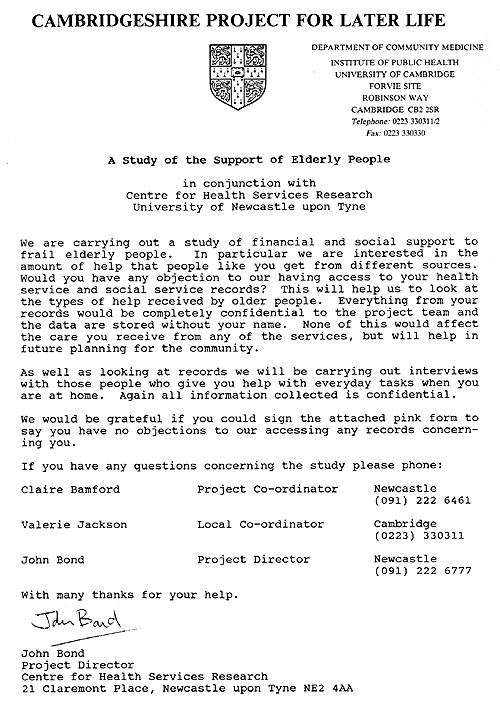 CAMBRIDGESHIRE PROJECT FOR LATER LIFE
DEPARTMENT OF COMMUNITY MEDICINE
INSTITUTE OF PUBLIC HEALTH
UNIVERSITY OF CAMBRIDGE
FORVIE SITE
ROBINSON WAY
CAMBRIDGE CB2 2SR
Telephone: 0223 330311/2
Fax: 0223 330330
A Study of the Support of Elderly People
in conjunction with
Centre for Health Services Research
University of Newcastle upon Tyne
We are carrying out a study of financial and social support to
frail elderly people. In particular we are interested in the
amount of help that people like you get from different sources.
Would you have any objection to our having access to your health
service and social service records? This will help us to look at
the types of help received by older people. Everything from your
records would be completely confidential to the project team and
the data are stored without your name. None of this would affect
the care you receive from any of the services, but will help in
future planning for the community.
As well as looking at records we will be carrying out interviews
with those people who give you help with everyday tasks when you
are at home. Again all information collected is confidential.
We would be grateful if you could sign the attached pink form to
say you have no objections to our accessing any records concern-
ing you.
If you have any questions concerning the study please phone:
Claire Bamford Project Co-ordinator Newcastle
(091) 222 6461
Valerie Jackson Local Co-ordinator Cambridge
(0223) 330311
John Bond Project Director Newcastle
(091) 222 6777
With many thanks for your help.
John Bond
John Bond
Project Director
Centre for Health Services Research
21 Claremont Place, Newcastle upon Tyne NE2 4AA